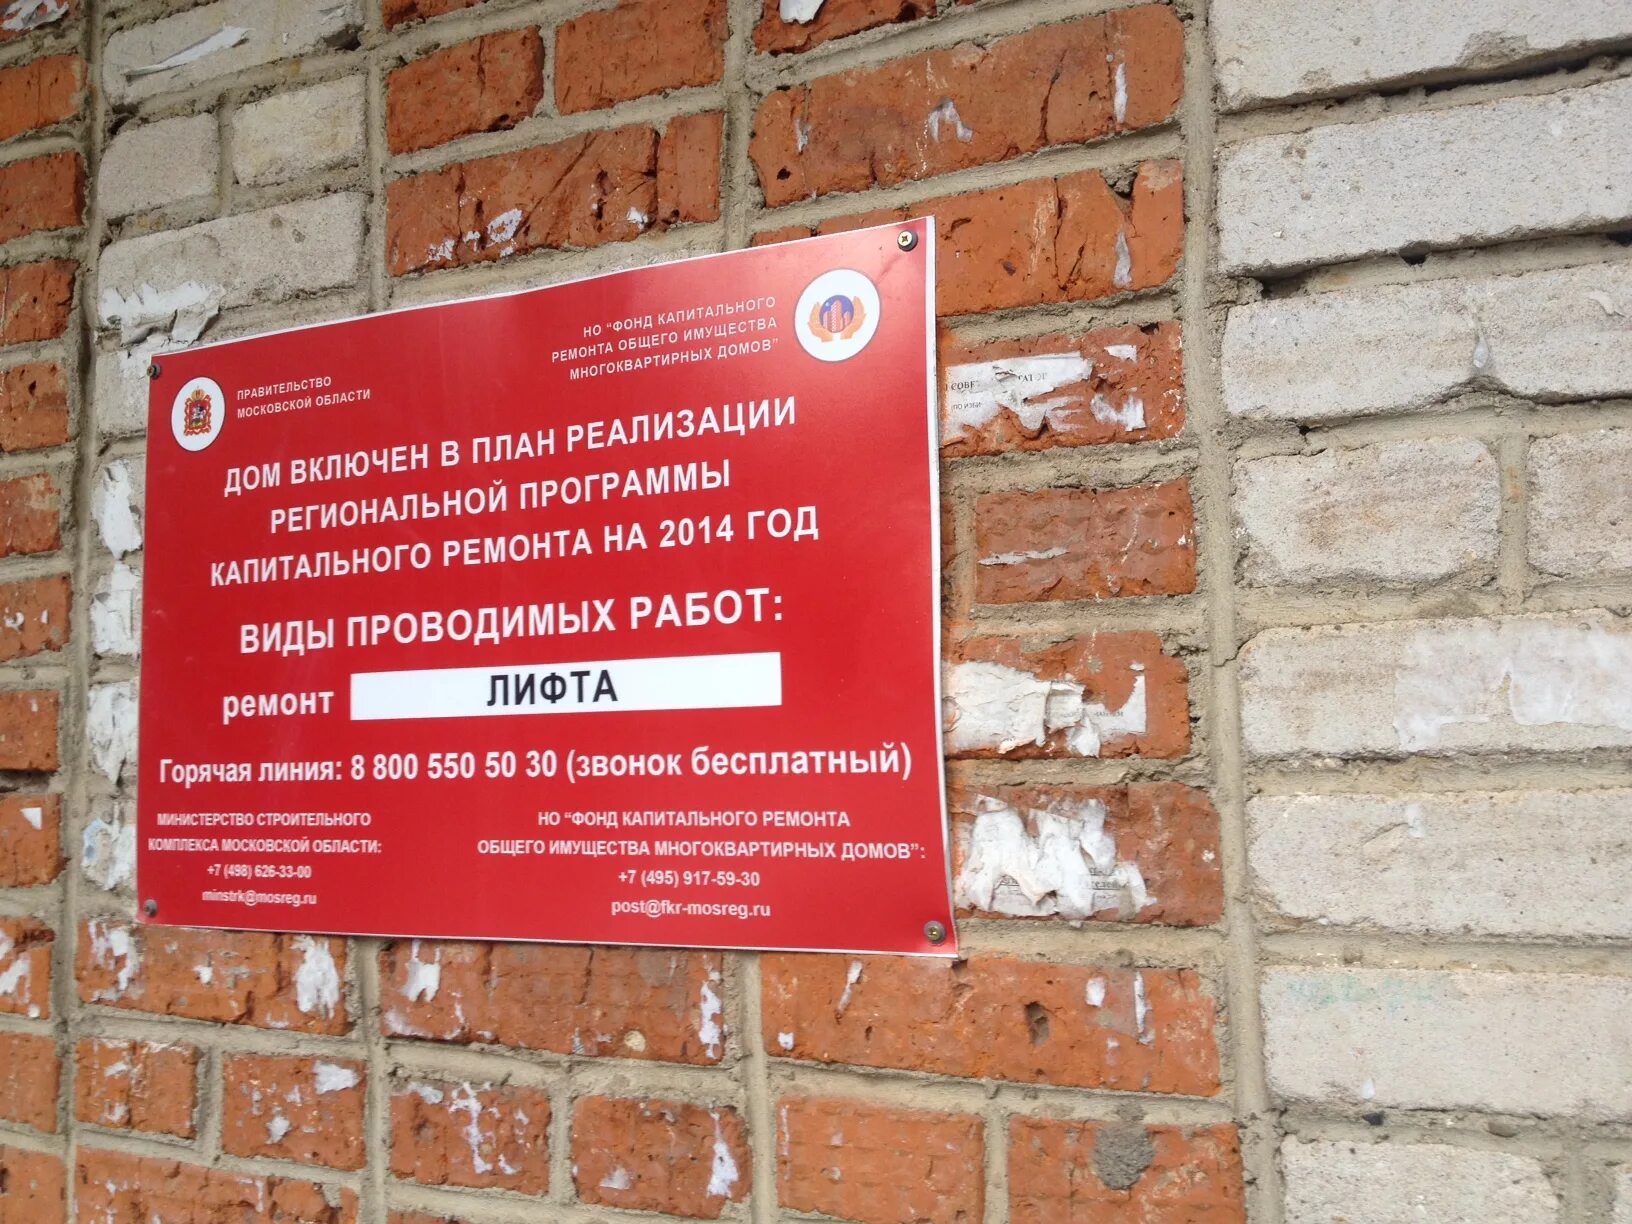 ПРАВИТЕЛЬСТВО
МОСКОВСКОЙ ОБЛАСТИ
НО “ФОНД КАПИТАЛЬНОГО
РЕМОНТА ОБЩЕГО ИМУЩЕСТВА
МНОГОКВАРТИРНЫХ ДОМОВ”
ДОМ ВКЛЮЧЕН В ПЛАН РЕАЛИЗАЦИИ
РЕГИОНАЛЬНОЙ ПРОГРАММЫ
КАПИТАЛЬНОГО РЕМОНТА НА 2014 ГОД
ВИДЫ ПРОВОДИМЫХ РАБОТ:
ремонт ЛИФТА
Горячая линия: 8 800 550 50 30 (звонок бесплатный)
МИНИСТЕРСТВО СТРОИТЕЛЬНОГО
КОМПЛЕКСА МОСКОВСКОЙ ОБЛАСТИ:
+7 (498) 626-33-00
minstrk@mosreg.ru
НО “ФОНД КАПИТАЛЬНОГО РЕМОНТА
ОБЩЕГО ИМУЩЕСТВА МНОГОКВАРТИРНЫХ ДОМОВ”:
+7 (495) 917-59-30
post@fkr-mosreg.ru